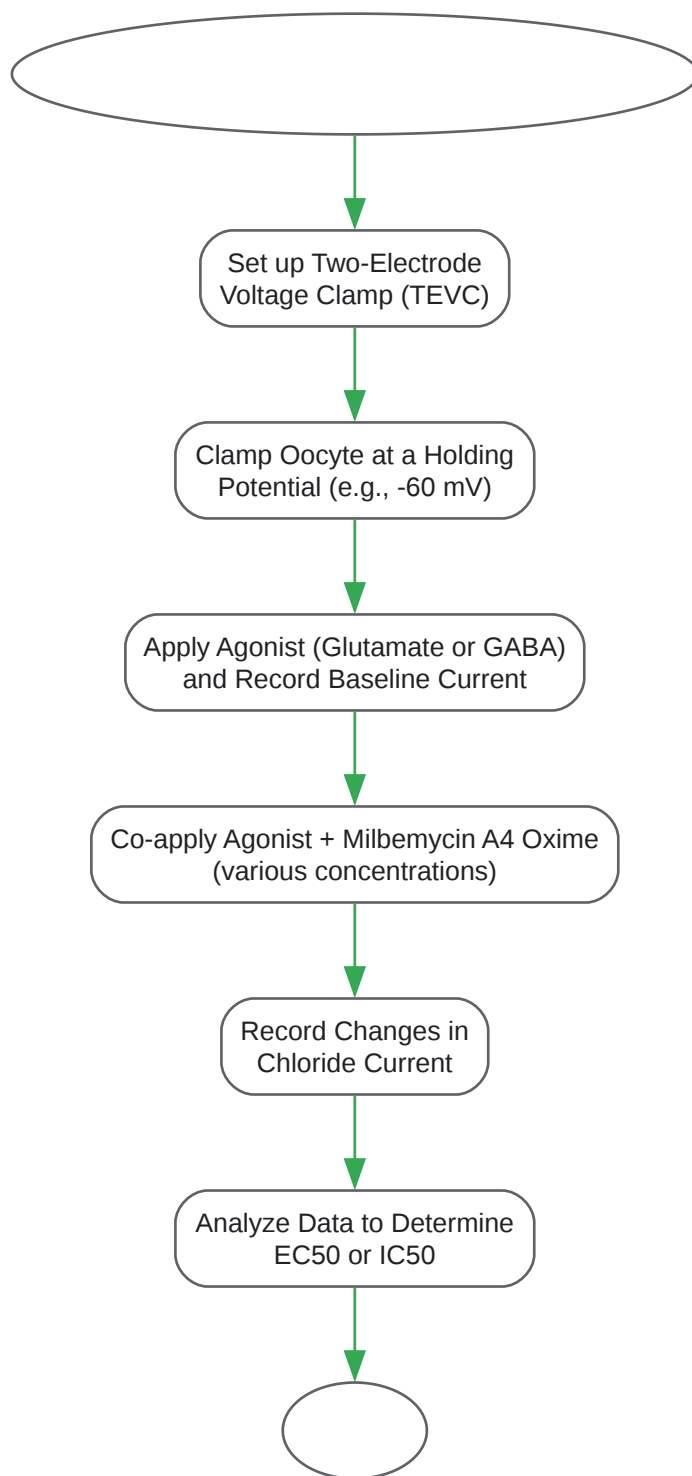 Set up Two-Electrode
Voltage Clamp (TEVC)
Clamp Oocyte at a Holding
Potential (e.g., -60 mV)
Apply Agonist (Glutamate or GABA)
and Record Baseline Current
Co-apply Agonist + Milbemycin A4 Oxime
(various concentrations)
Record Changes in
Chloride Current
Analyze Data to Determine
EC50 or IC50